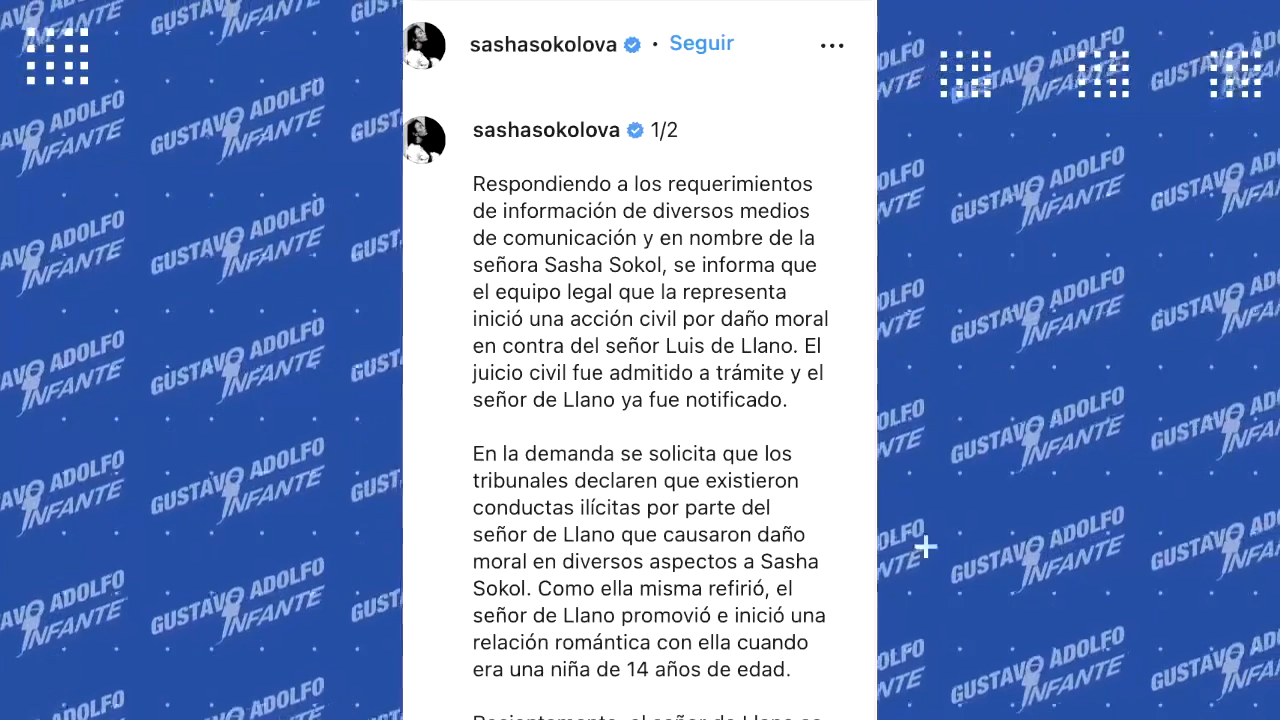 sashasokolova • Seguir
sashasokolova 1/2
Respondiendo a los requerimientos
de información de diversos medios
de comunicación y en nombre de la
señora Sasha Sokol, se informa que
el equipo legal que la representa
inició una acción civil por daño moral
en contra del señor Luis de Llano. El
juicio civil fue admitido a trámite y el
señor de Llano ya fue notificado.
En la demanda se solicita que los
tribunales declaren que existieron
conductas ilícitas por parte del
señor de Llano que causaron daño
moral en diversos aspectos a Sasha
Sokol. Como ella misma refirió, el
señor de Llano promovió e inició una
relación romántica con ella cuando
era una niña de 14 años de edad.
GUSTAVO ADOLFO
INFANTE